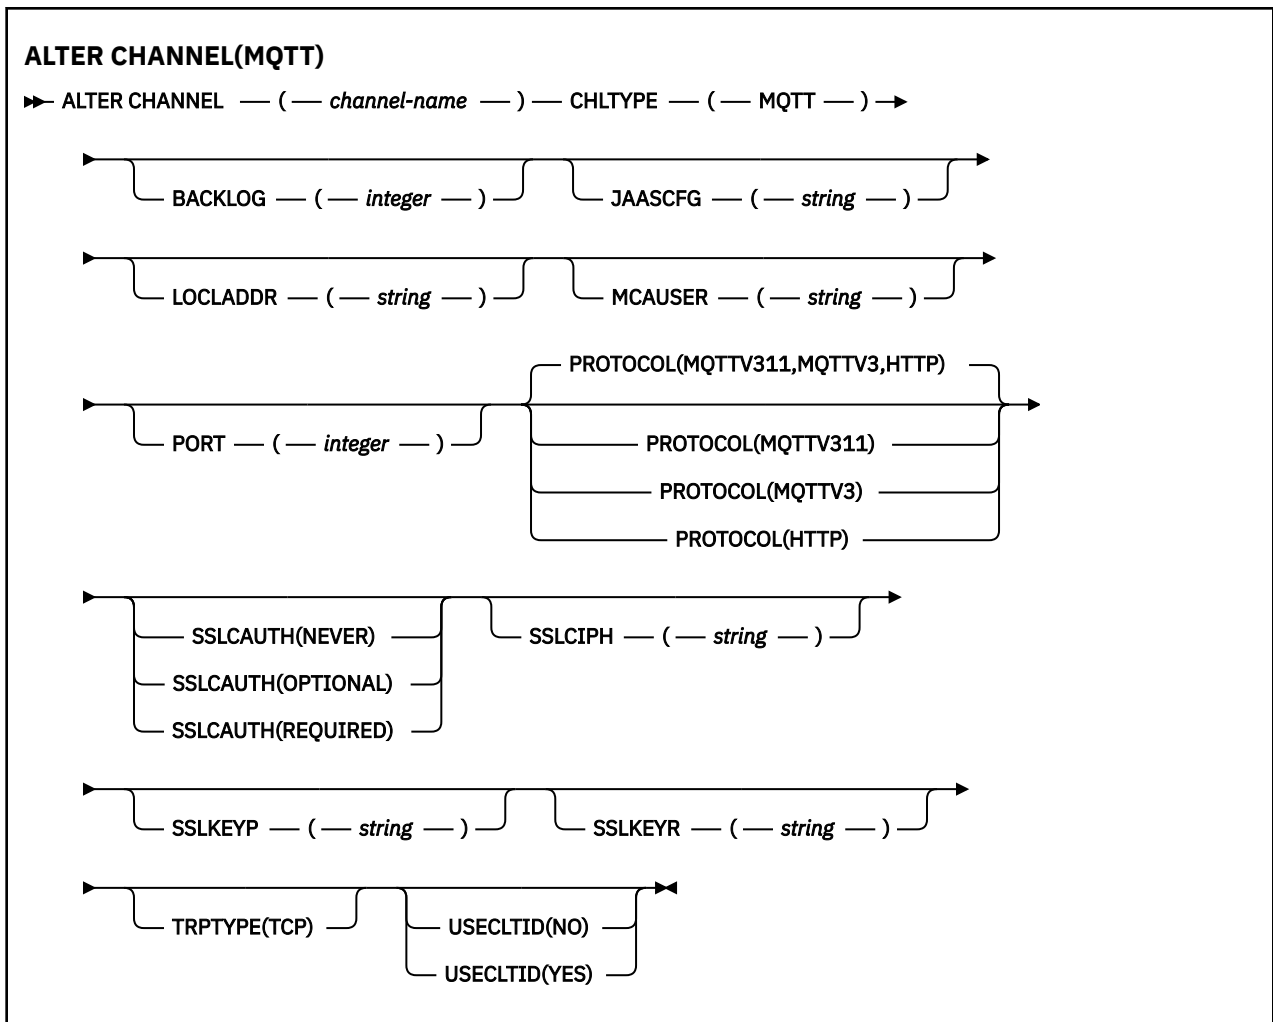 ALTER CHANNEL(MQTT)
ALTER CHANNEL ( channel-name ) CHLTYPE ( MQTT )
BACKLOG ( integer ) JAASCFG ( string )
LOCLADDR ( string ) MCAUSER ( string )
PROTOCOL(MQTTV311,MQTTV3,HTTP)
PORT ( integer ) PROTOCOL(MQTTV311)
PROTOCOL(MQTTV3)
PROTOCOL(HTTP)
SSLCAUTH(NEVER) SSLCIPH ( string )
SSLCAUTH(OPTIONAL)
SSLCAUTH(REQUIRED)
SSLKEYP ( string ) SSLKEYR ( string )
TRPTYPE(TCP) USECLTID(NO)
USECLTID(YES)